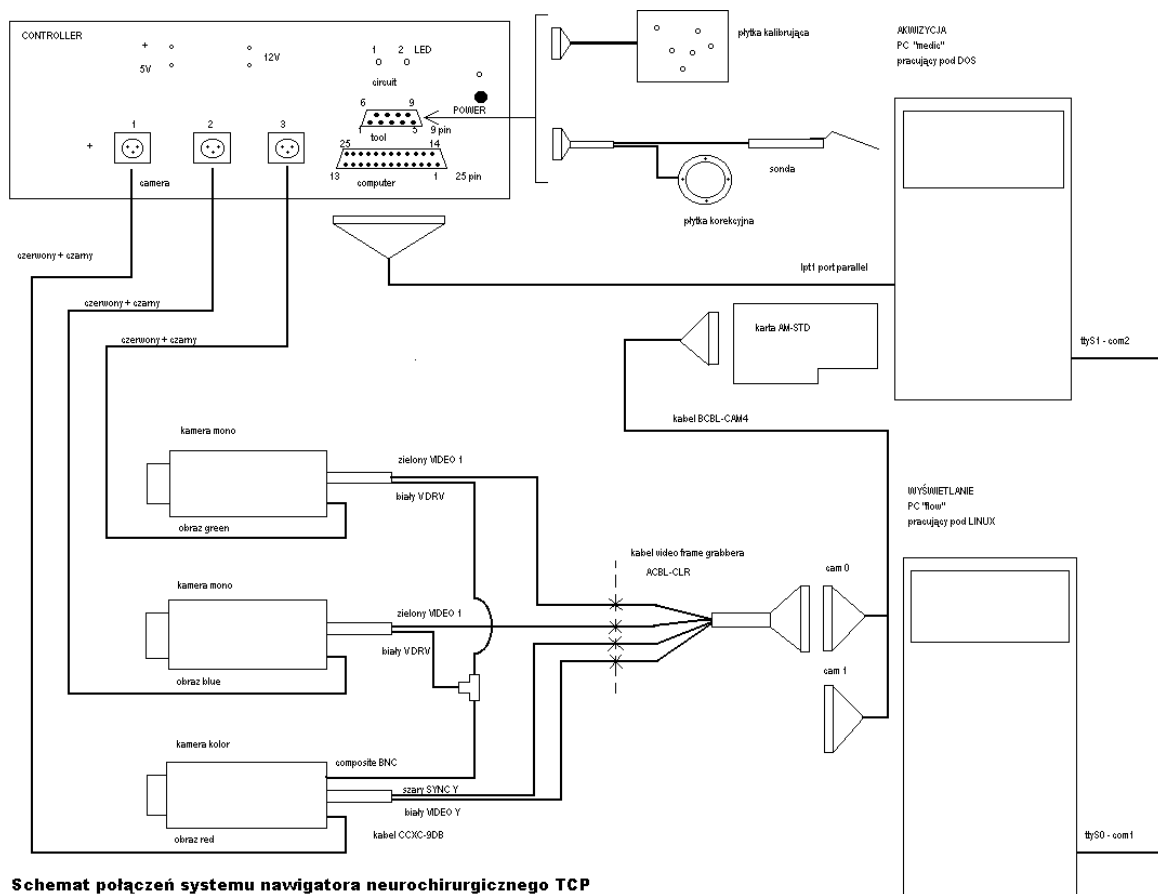 CONTROLLER
+
5V
12V
1 2 LED
circuit
6 9
POWER
1 5 9 pin
tool
25 14
13 1 25 pin
computer
1 2 3
+
camera
płytka kalibrująca
sonda
płytka korekcyjna
AKWIZYCJA
PC "medic"
pracujący pod DOS
czerwony + czarny
czerwony + czarny
czerwony + czarny
lpt1 port parallel
karta AM-STD
ttyS1 - com2
kabel BCBL-CAM4
kamera mono
zielony VIDEO 1
biały VDRV
obraz green
WYŚWIETLANIE
PC "flow"
pracujący pod LINUX
kabel video frame grabbera
ACBL-CLR
cam 0
kamera mono
zielony VIDEO 1
biały VDRV
obraz blue
cam 1
kamera kolor
composite BNC
szary SYNC Y
biały VIDEO Y
obraz red
kabel CCXC-9DB
ttyS0 - com1
Schemat połączeń systemu nawigatora neurochirurgicznego TCP